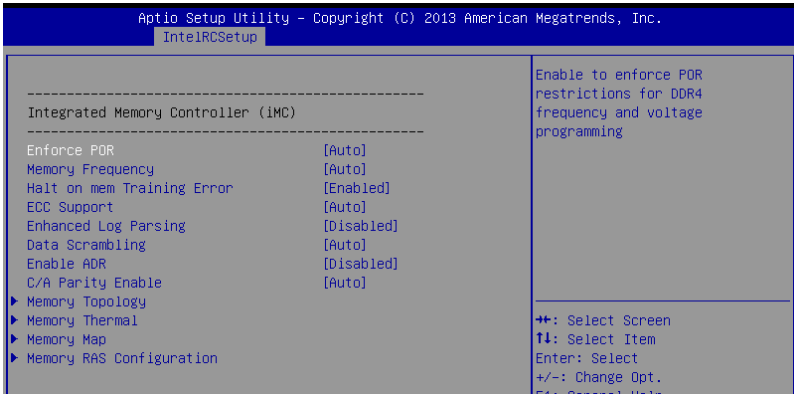 Aptio Setup Utility – Copyright (C) 2013 American Megatrends, Inc.
IntelRCSetup
------------------------------------------------
Integrated Memory Controller (iMC)
------------------------------------------------
Enforce POR [Auto]
Memory Frequency [Auto]
Halt on mem Training Error [Enabled]
ECC Support [Auto]
Enhanced Log Parsing [Disabled]
Data Scrambling [Auto]
Enable ADR [Disabled]
C/A Parity Enable [Auto]
Memory Topology
Memory Thermal
Memory Map
Memory RAS Configuration
Enable to enforce POR
restrictions for DDR4
frequency and voltage
programming
→←: Select Screen
↑↓: Select Item
Enter: Select
+/-: Change Opt.